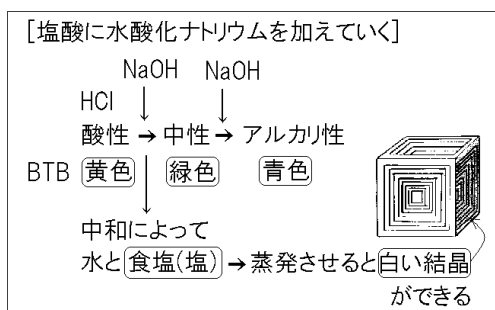 [塩酸に水酸化ナトリウムを加えていく]
NaOH NaOH
HCl ↓ ↓
酸性 → 中性 → アルカリ性
BTB 黄色 緑色 青色
↓
中和によって
水と食塩(塩) → 蒸発させると白い結晶
ができる